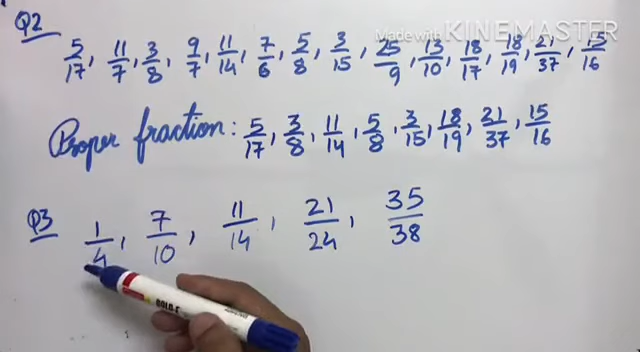 Made with KINEMASTER
Q2
5/17, 11/7, 3/8, 9/7, 11/14, 7/6, 5/8, 3/15, 25/9, 13/10, 18/17, 18/19, 21/37, 15/16
Proper fraction: 5/17, 3/8, 11/14, 5/8, 3/15, 18/19, 21/37, 15/16
Q3 1/4, 7/10, 11/14, 21/24, 35/38